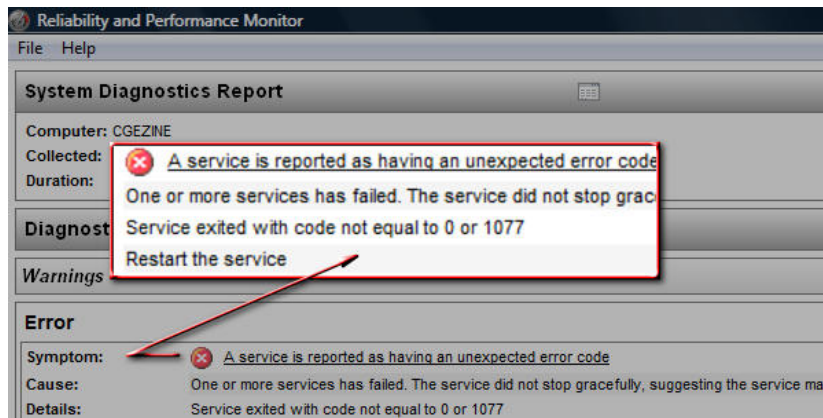 Reliability and Performance Monitor
File Help
System Diagnostics Report
Computer: CGEZINE
Collected:
Duration:
A service is reported as having an unexpected error code
One or more services has failed. The service did not stop grac
Service exited with code not equal to 0 or 1077
Restart the service
Diagnost
Warnings
Error
Symptom: A service is reported as having an unexpected error code
Cause: One or more services has failed. The service did not stop gracefully, suggesting the service ma
Details: Service exited with code not equal to 0 or 1077